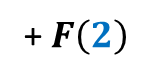 + F(2)